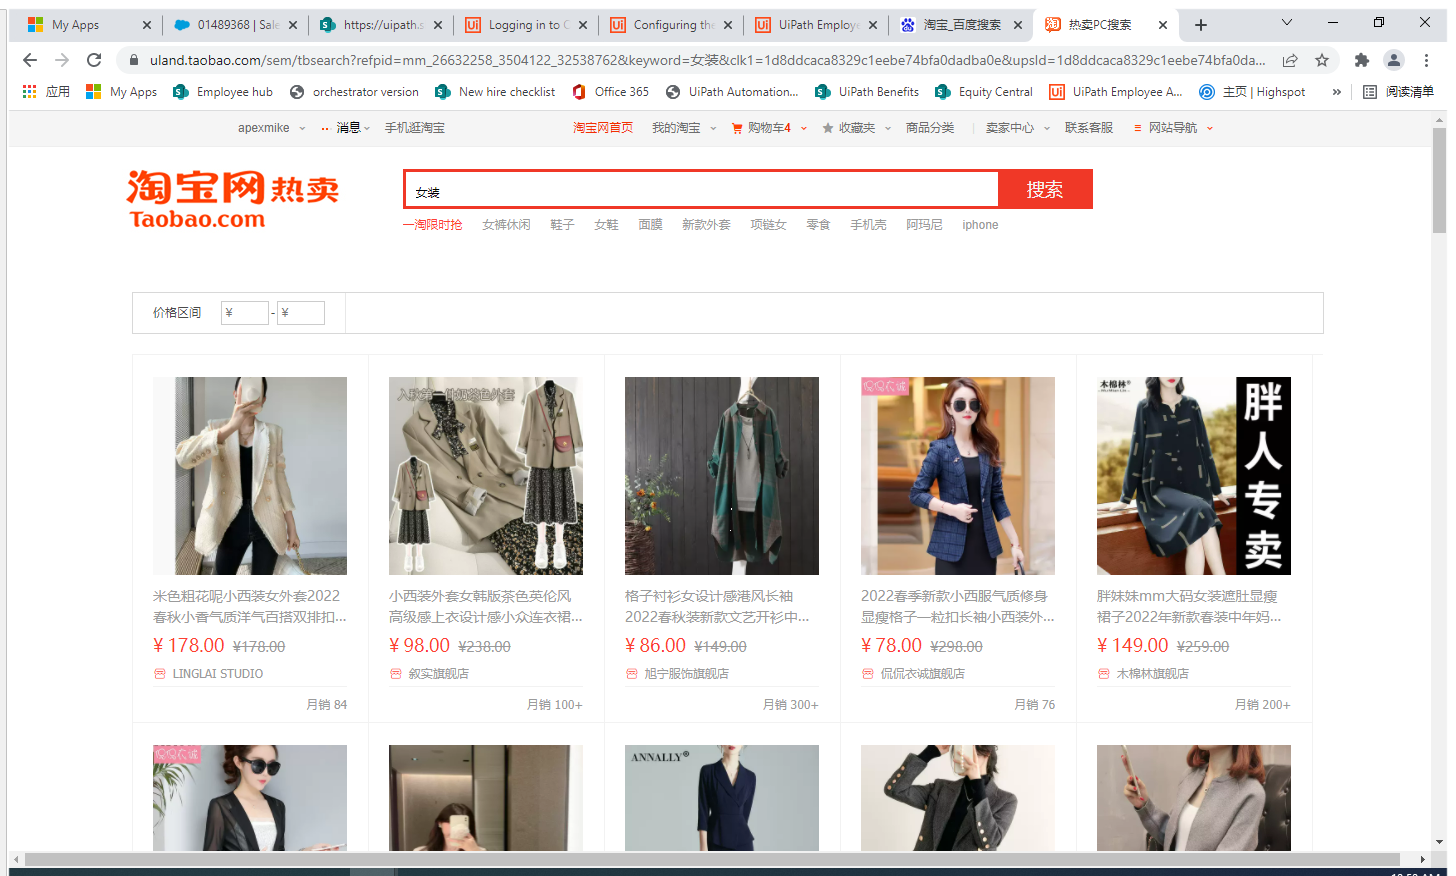 My Apps
01489368 | Sale
https://uipath.s
Logging in to C
Configuring the
UiPath Employe
淘宝_百度搜索
热卖PC搜索
uland.taobao.com/sem/tbsearch?refpid=mm_26632258_3504122_32538762&keyword=女装&clk1=1d8ddcaca8329c1eebe74bfa0dadba0e&upsId=1d8ddcaca8329c1eebe74bfa0da...
应用 My Apps Employee hub orchestrator version New hire checklist Office 365 UiPath Automation... UiPath Benefits Equity Central UiPath Employee A... 主页 | Highspot » 阅读清单
apexmike 消息 手机逛淘宝 淘宝网首页 我的淘宝 购物车4 收藏夹 商品分类 卖家中心 联系客服 网站导航
淘宝网热卖
Taobao.com
女装 搜索
一淘限时抢 女裤休闲 鞋子 女鞋 面膜 新款外套 项链女 零食 手机壳 阿玛尼 iphone
价格区间 ¥ - ¥
入秋第一件奶茶色外套
木棉林®
胖人专卖
米色粗花呢小西装女外套2022
春秋小香气质洋气百搭双排扣...
¥ 178.00 ¥178.00
LINGLAI STUDIO
月销 84
小西装外套女韩版茶色英伦风
高级感上衣设计感小众连衣裙...
¥ 98.00 ¥238.00
叙实旗舰店
月销 100+
格子衬衫女设计感港风长袖
2022春秋装新款文艺开衫中...
¥ 86.00 ¥149.00
旭宁服饰旗舰店
月销 300+
2022春季新款小西服气质修身
显瘦格子一粒扣长袖小西装外...
¥ 78.00 ¥298.00
侃侃衣诚旗舰店
月销 76
胖妹妹mm大码女装遮肚显瘦
裙子2022年新款春装中年妈...
¥ 149.00 ¥259.00
木棉林旗舰店
月销 200+
ANNALLY®